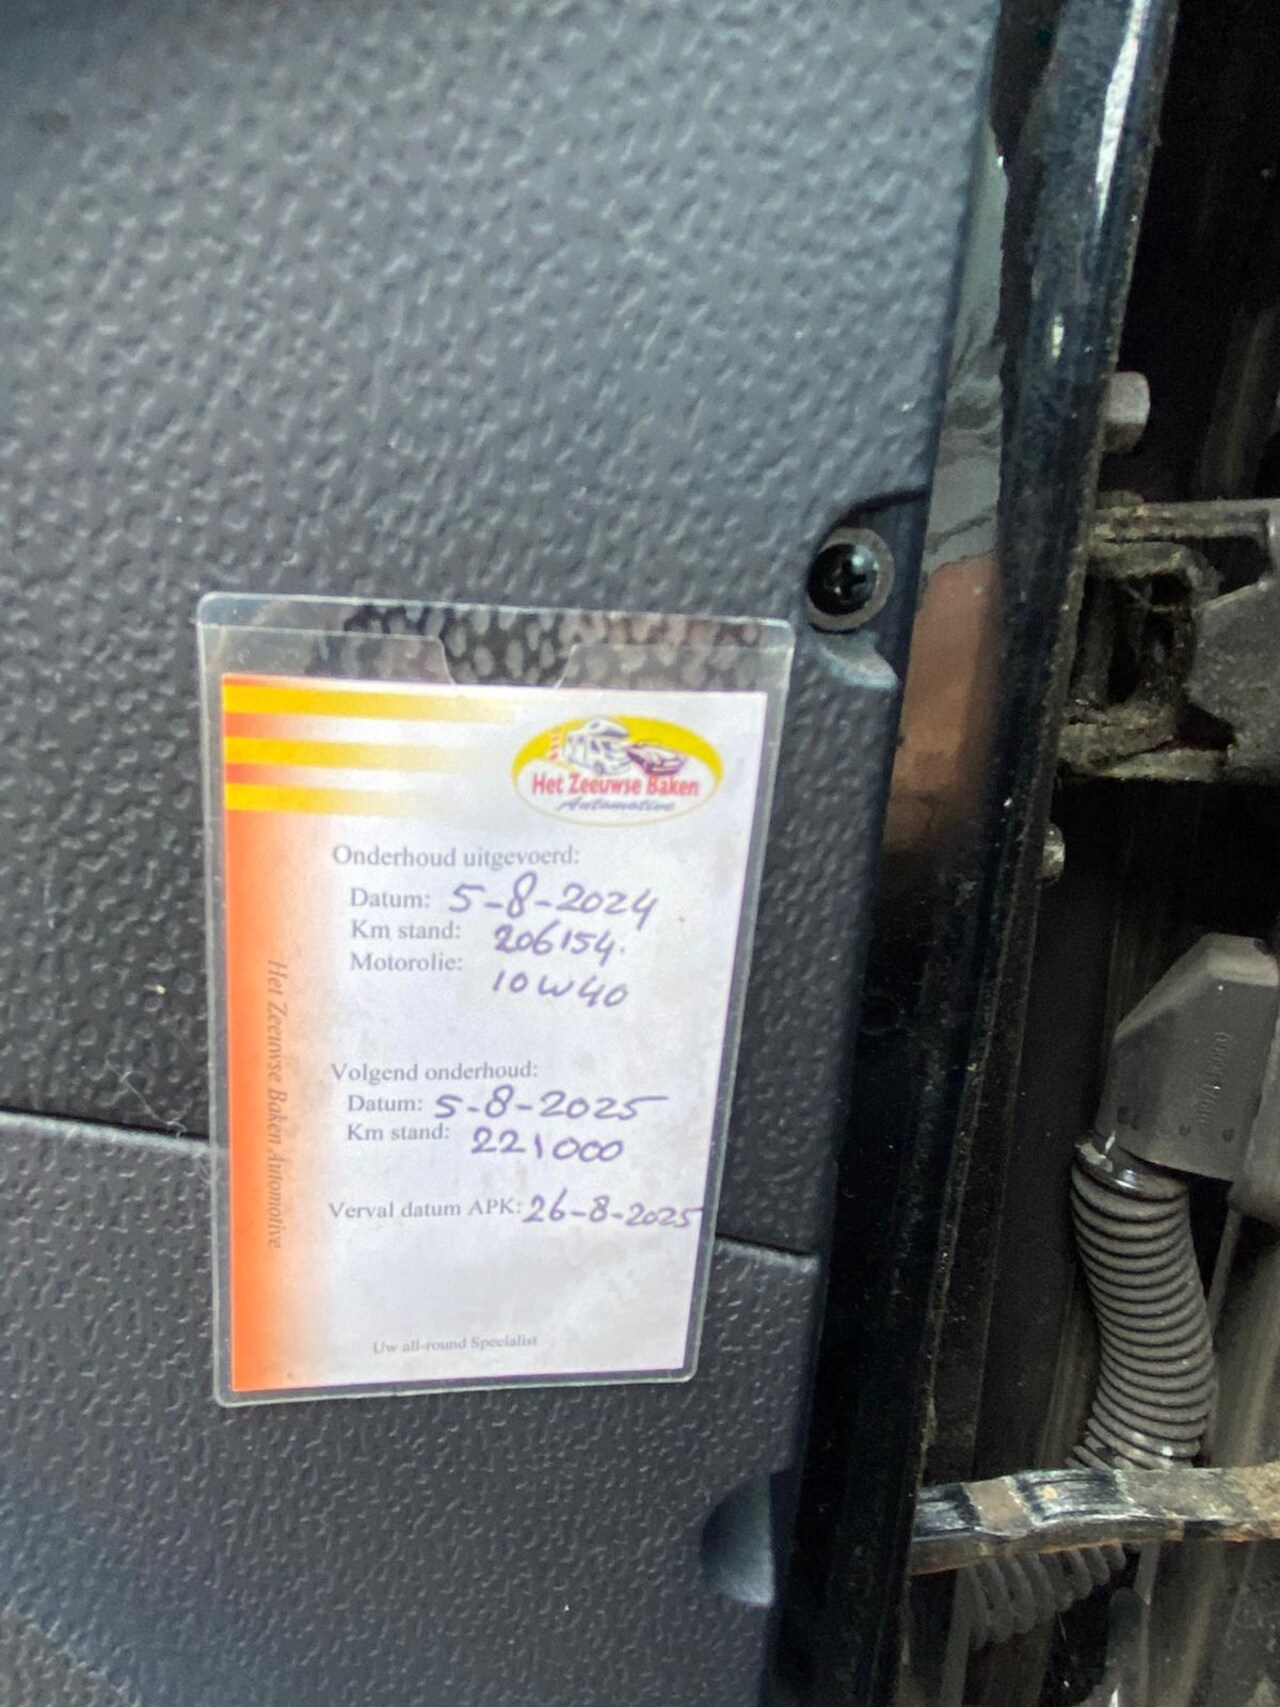 Het Zeeuwse Baken
Automotive
Onderhoud uitgevoerd:
Datum: 5-8-2024
Km stand: 206154.
Motorolie: 10W40
Volgend onderhoud:
Datum: 5-8-2025
Km stand: 221000
Verval datum APK: 26-8-2025
Uw all-round Specialist
Het Zeeuwse Baken Automotive